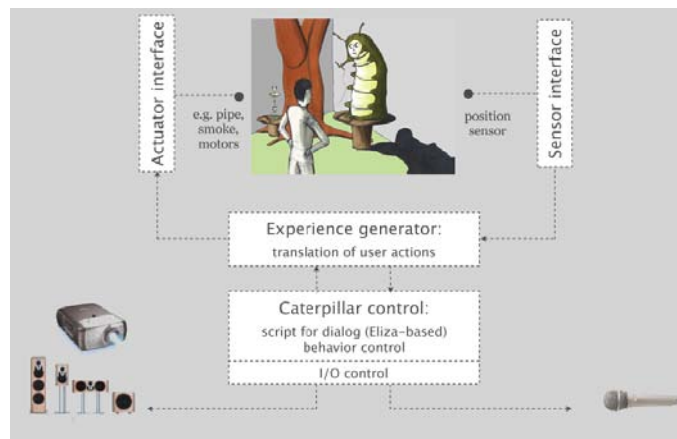 Actuator interface
e.g. pipe,
smoke,
motors
position
sensor
Sensor interface
Experience generator:
translation of user actions
Caterpillar control:
script for dialog (Eliza-based)
behavior control
I/O control